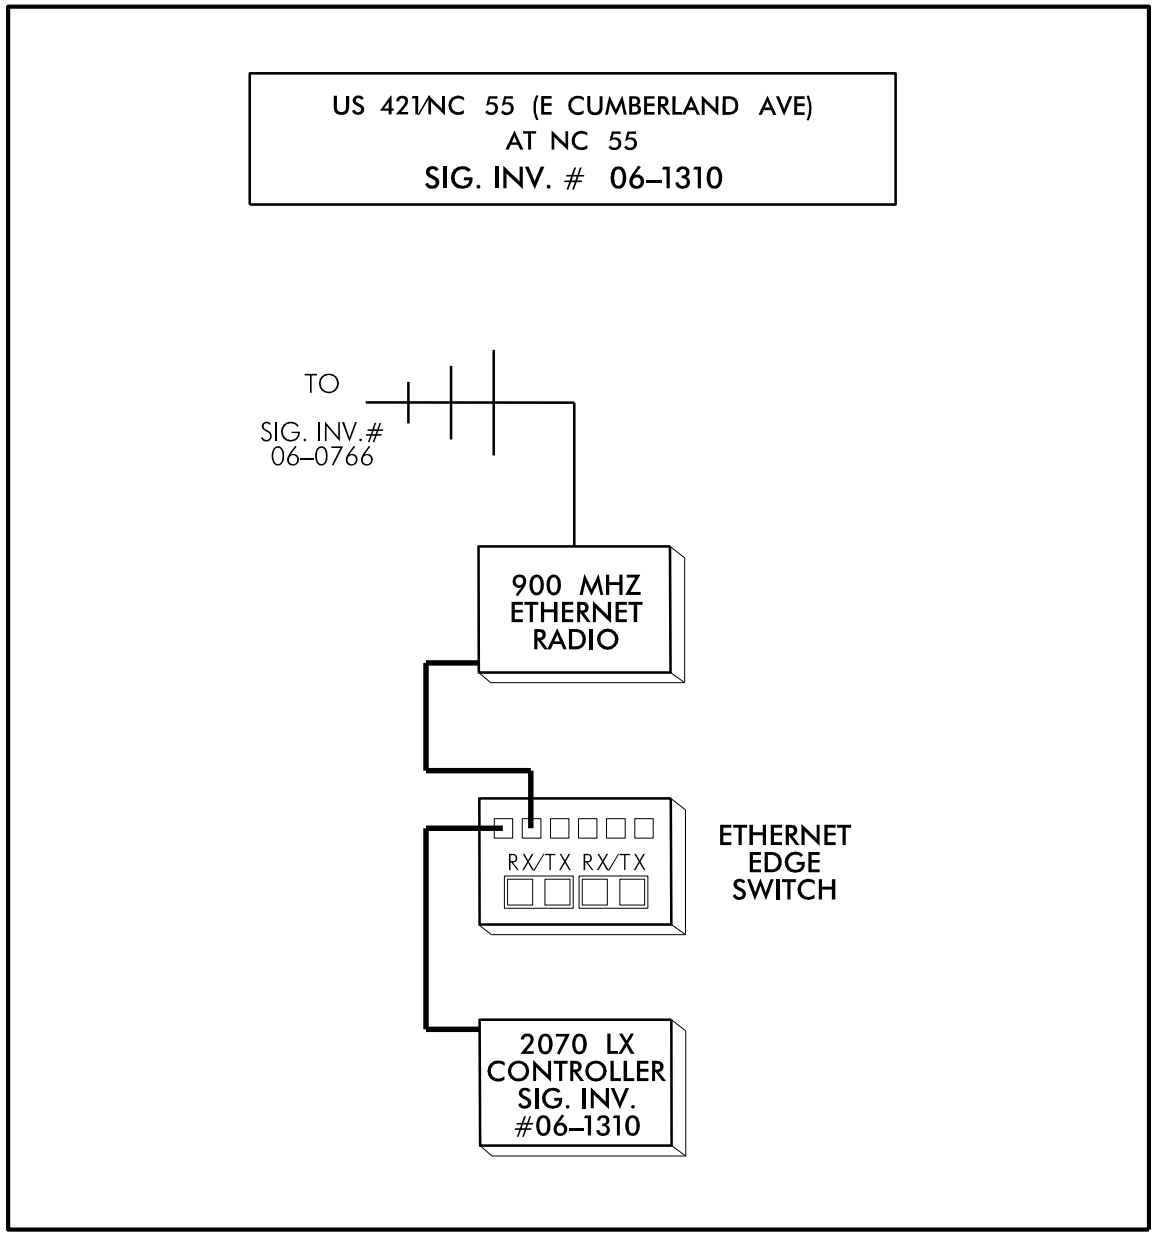 US 421/NC 55 (E CUMBERLAND AVE)
AT NC 55
SIG. INV. # 06–1310
TO
SIG. INV.#
06–0766
900 MHZ
ETHERNET
RADIO
RX/TX RX/TX
ETHERNET
EDGE
SWITCH
2070 LX
CONTROLLER
SIG. INV.
#06–1310